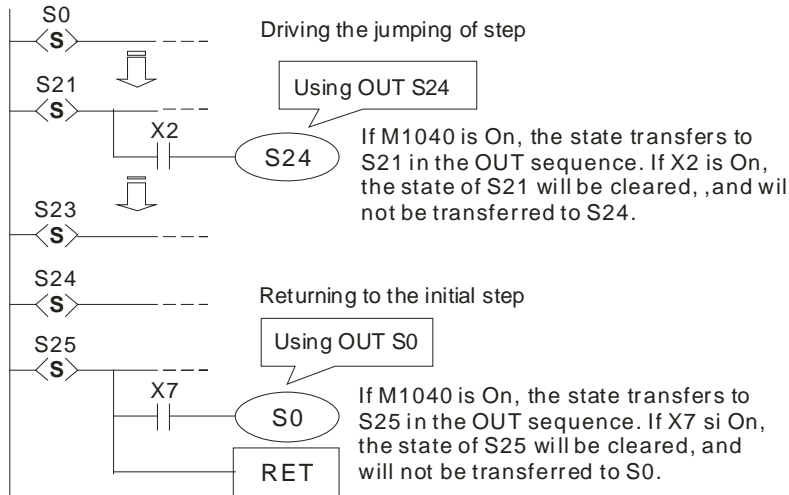 S0
S
Driving the jumping of step
S21
S
Using OUT S24
X2
S24
If M1040 is On, the state transfers to
S21 in the OUT sequence. If X2 is On,
the state of S21 will be cleared, ,and wil
not be transferred to S24.
S23
S
S24
S
Returning to the initial step
S25
S
Using OUT S0
X7
S0
If M1040 is On, the state transfers to
S25 in the OUT sequence. If X7 si On,
the state of S25 will be cleared, and
will not be transferred to S0.
RET